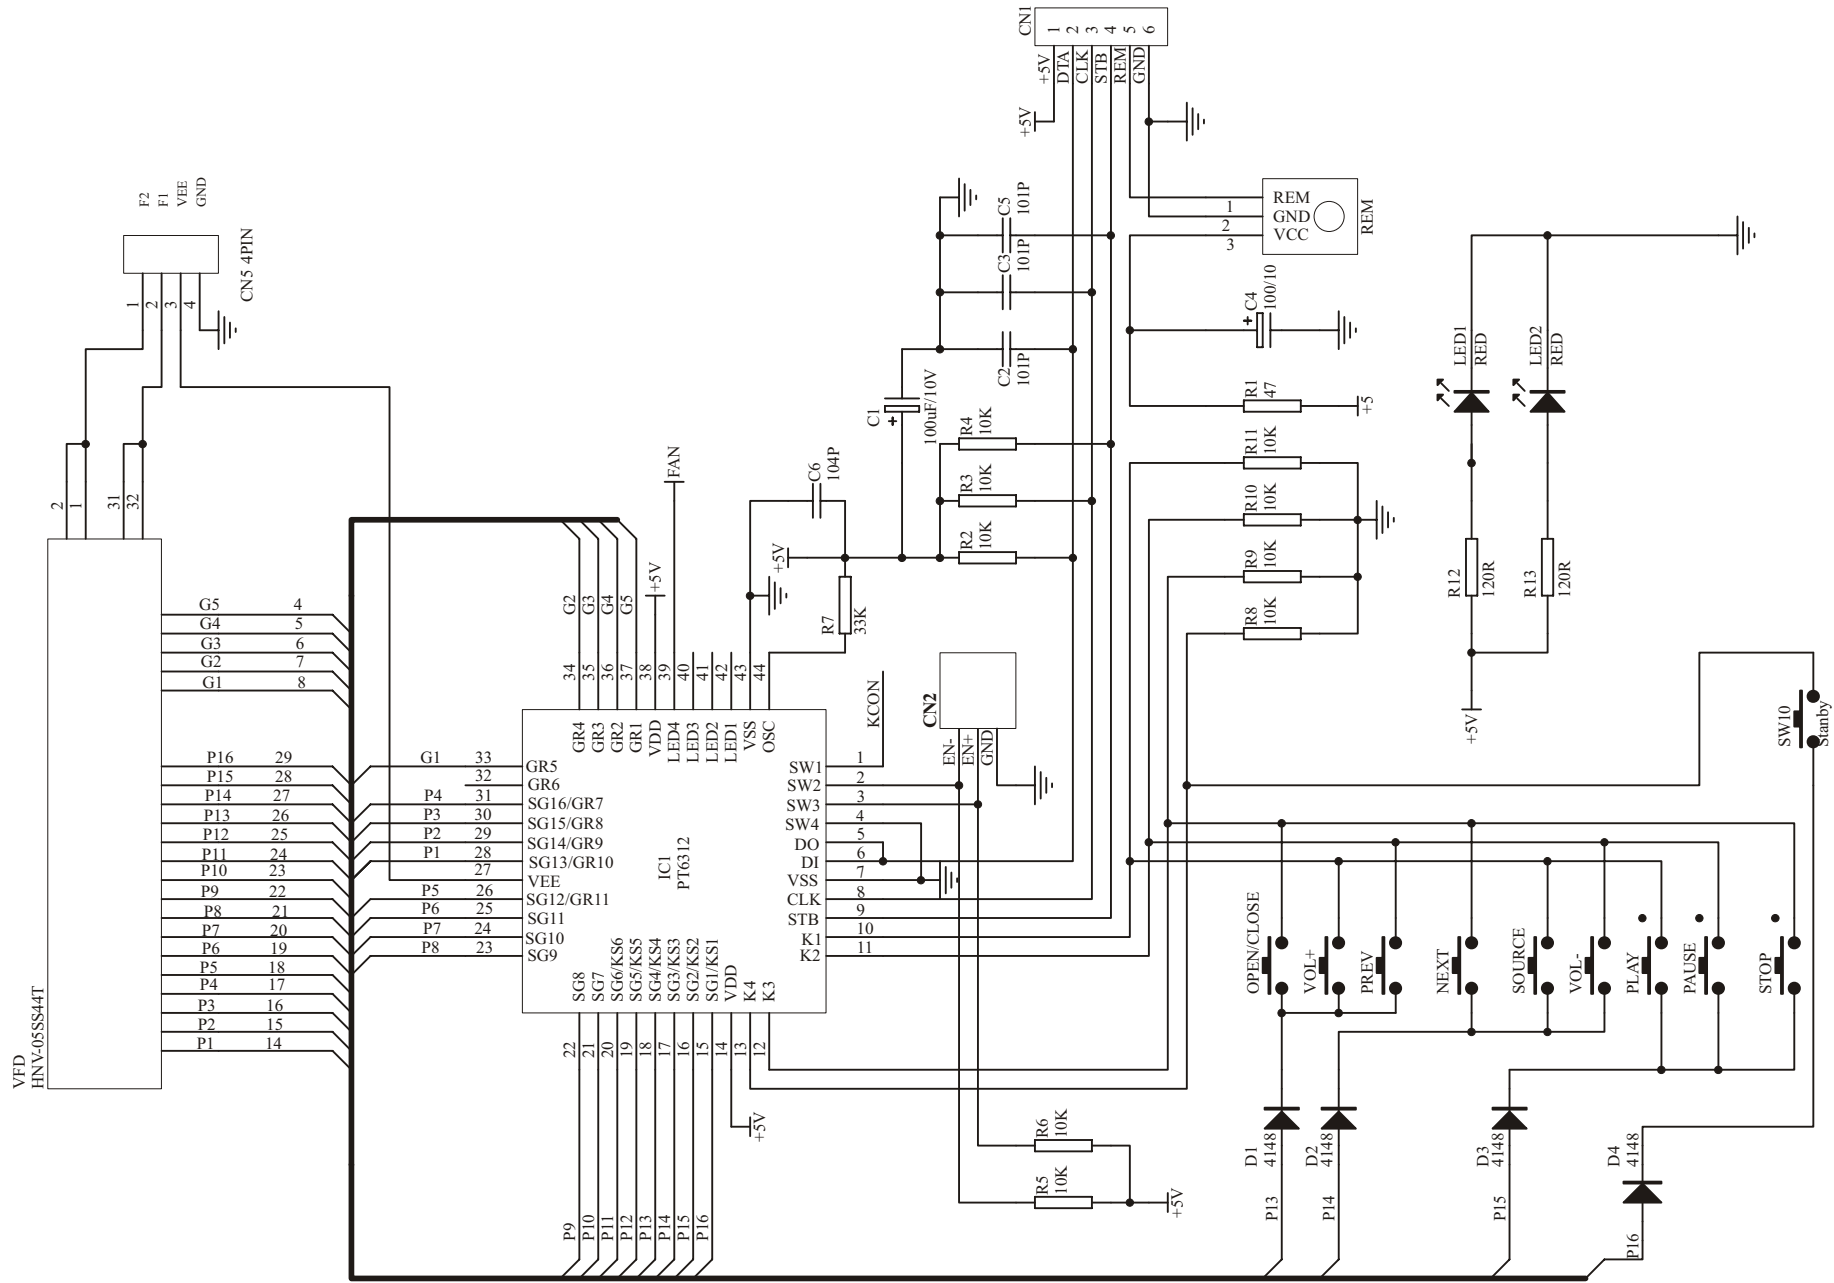 VFD
HNV-05SS44T
2
1
31
32
G5 4
G4 5
G3 6
G2 7
G1 8
P16 29
P15 28
P14 27
P13 26
P12 25
P11 24
P10 23
P9 22
P8 21
P7 20
P6 19
P5 18
P4 17
P3 16
P2 15
P1 14
F2
F1
VEE
GND
CN5 4PIN
1
2
3
4
G2
G3
G4
G5
+5V
FAN
34
35
36
37
38
39
40
41
42
43
44
GR4
GR3
GR2
GR1
VDD
LED4
LED3
LED2
LED1
VSS
OSC
G1 33 GR5
32 GR6
P4 31 SG16/GR7
P3 30 SG15/GR8
P2 29 SG14/GR9
P1 28 SG13/GR10
27 VEE
P5 26 SG12/GR11
P6 25 SG11
P7 24 SG10
P8 23 SG9
IC1
PT6312
SW1 1
SW2 2
SW3 3
SW4 4
DO 5
DI 6
VSS 7
CLK 8
STB 9
K1 10
K2 11
KCON
SG8
SG7
SG6/KS6
SG5/KS5
SG4/KS4
SG3/KS3
SG2/KS2
SG1/KS1
VDD
K4
K3
22
21
20
19
18
17
16
15
14
13
12
P9
P10
P11
P12
P13
P14
P15
P16
+5V
C6
104P
+5V
R7
33K
C1
100uF/10V
R4
10K
R3
10K
R2
10K
C2
101P
C3
101P
C5
101P
CN1
1
2
3
4
5
6
+5V
DTA
CLK
STB
REM
GND
+5V
REM
GND
VCC
1
2
3
REM
C4
100/10
R1
47
+5
R11
10K
R10
10K
R9
10K
R8
10K
CN2
EN-
EN+
GND
R6
10K
R5
10K
+5V
LED1
RED
LED2
RED
R12
120R
R13
120R
+5V
SW10
Stanby
OPEN/CLOSE
VOL+
PREV
NEXT
SOURCE
VOL-
PLAY
PAUSE
STOP
D1
4148
D2
4148
D3
4148
D4
4148
P13
P14
P15
P16